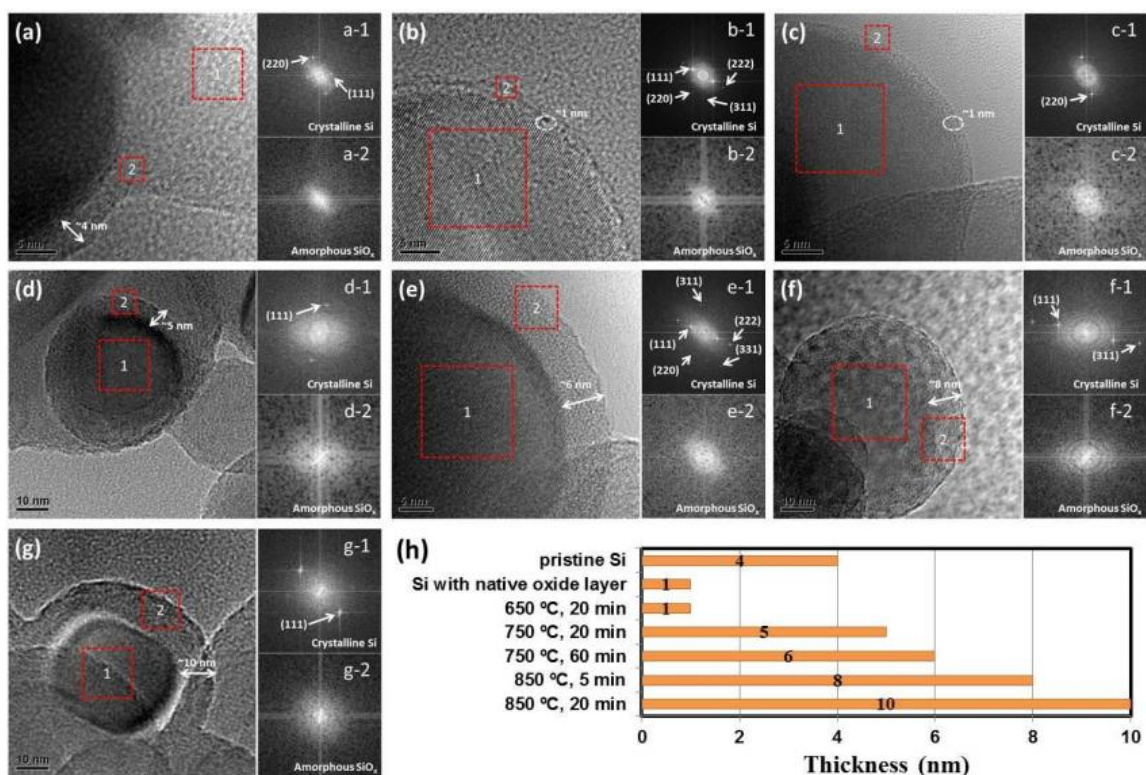 (a)
1
2
~4 nm
5 nm
a-1
(220)
(111)
Crystalline Si
a-2
Amorphous SiOₓ
(b)
2
~1 nm
1
5 nm
b-1
(111)
(222)
(220)
(311)
Crystalline Si
b-2
Amorphous SiOₓ
(c)
2
1
~1 nm
5 nm
c-1
(220)
Crystalline Si
c-2
Amorphous SiOₓ
(d)
2
~5 nm
1
10 nm
d-1
(111)
Crystalline Si
d-2
Amorphous SiOₓ
(e)
2
~6 nm
1
5 nm
e-1
(311)
(111)
(222)
(220)
(331)
Crystalline Si
e-2
Amorphous SiOₓ
(f)
1
~8 nm
2
10 nm
f-1
(111)
(311)
Crystalline Si
f-2
Amorphous SiOₓ
(g)
2
1
~10 nm
10 nm
g-1
(111)
Crystalline Si
g-2
Amorphous SiOₓ
(h)
pristine Si 4
Si with native oxide layer 1
650 ºC, 20 min 1
750 ºC, 20 min 5
750 ºC, 60 min 6
850 ºC, 5 min 8
850 ºC, 20 min 10
0 2 4 6 8 10
Thickness (nm)